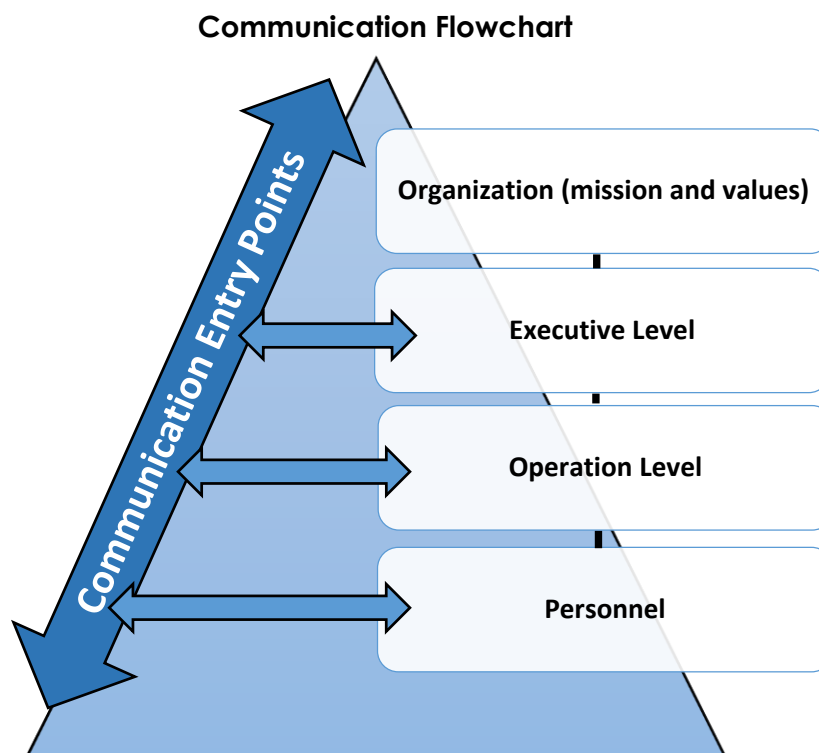 Communication Flowchart
Communication Entry Points
Organization (mission and values)
Executive Level
Operation Level
Personnel